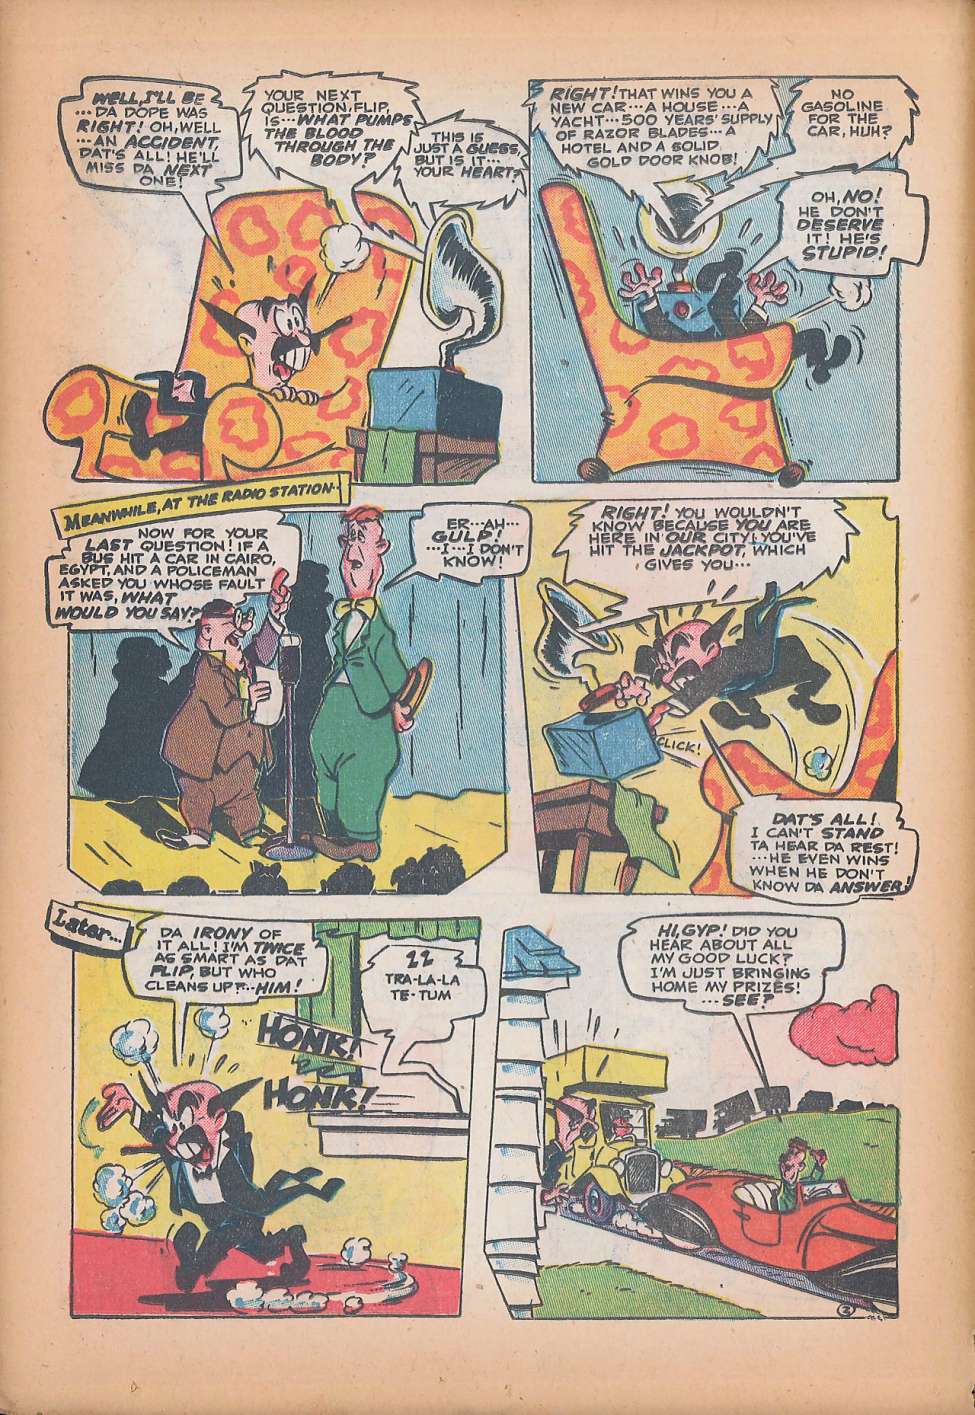 WELL, I'LL BE
...DA DOPE WAS
RIGHT! OH, WELL
...AN ACCIDENT,
DAT'S ALL! HE'LL
MISS DA NEXT
ONE!
YOUR NEXT
QUESTION, FLIP,
IS...WHAT PUMPS
THE BLOOD
THROUGH THE
BODY?
THIS IS
JUST A GUESS,
BUT IS IT...
YOUR HEART?
RIGHT! THAT WINS YOU A
NEW CAR...A HOUSE...A
YACHT...500 YEARS' SUPPLY
OF RAZOR BLADES...A
HOTEL AND A SOLID
GOLD DOOR KNOB!
NO
GASOLINE
FOR THE
CAR, HUH?
OH, NO!
HE DON'T
DESERVE
IT! HE'S
STUPID!
MEANWHILE, AT THE RADIO STATION...
NOW FOR YOUR
LAST QUESTION! IF A
BUS HIT A CAR IN CAIRO,
EGYPT, AND A POLICEMAN
ASKED YOU WHOSE FAULT
IT WAS, WHAT
WOULD YOU SAY?
ER...AH...
GULP!
...I...I DON'T
KNOW!
RIGHT! YOU WOULDN'T
KNOW BECAUSE YOU ARE
HERE IN OUR CITY! YOU'VE
HIT THE JACKPOT, WHICH
GIVES YOU...
CLICK!
DAT'S ALL!
I CAN'T STAND
TA HEAR DA REST!
...HE EVEN WINS
WHEN HE DON'T
KNOW DA ANSWER!
Later...
DA IRONY OF
IT ALL! I'M TWICE
AS SMART AS DAT
FLIP, BUT WHO
CLEANS UP?...HIM!
TRA-LA-LA
TE-TUM
HONK!
HONK!
HI, GYP! DID YOU
HEAR ABOUT ALL
MY GOOD LUCK?
I'M JUST BRINGING
HOME MY PRIZES!
...SEE?
2